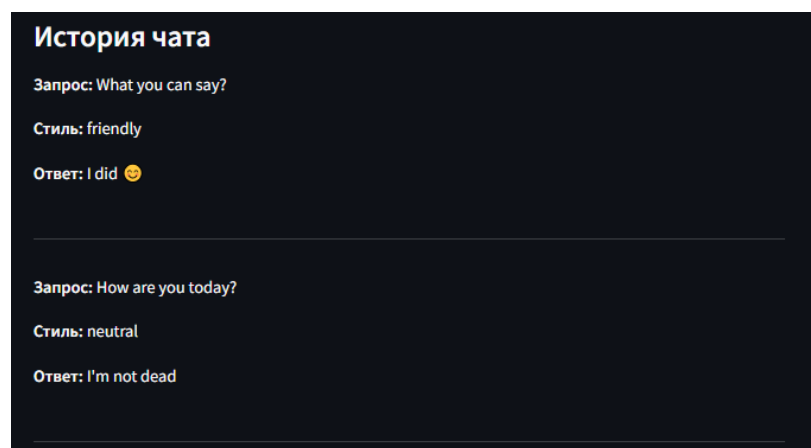 История чата
Запрос: What you can say?
Стиль: friendly
Ответ: I did 😊
Запрос: How are you today?
Стиль: neutral
Ответ: I'm not dead